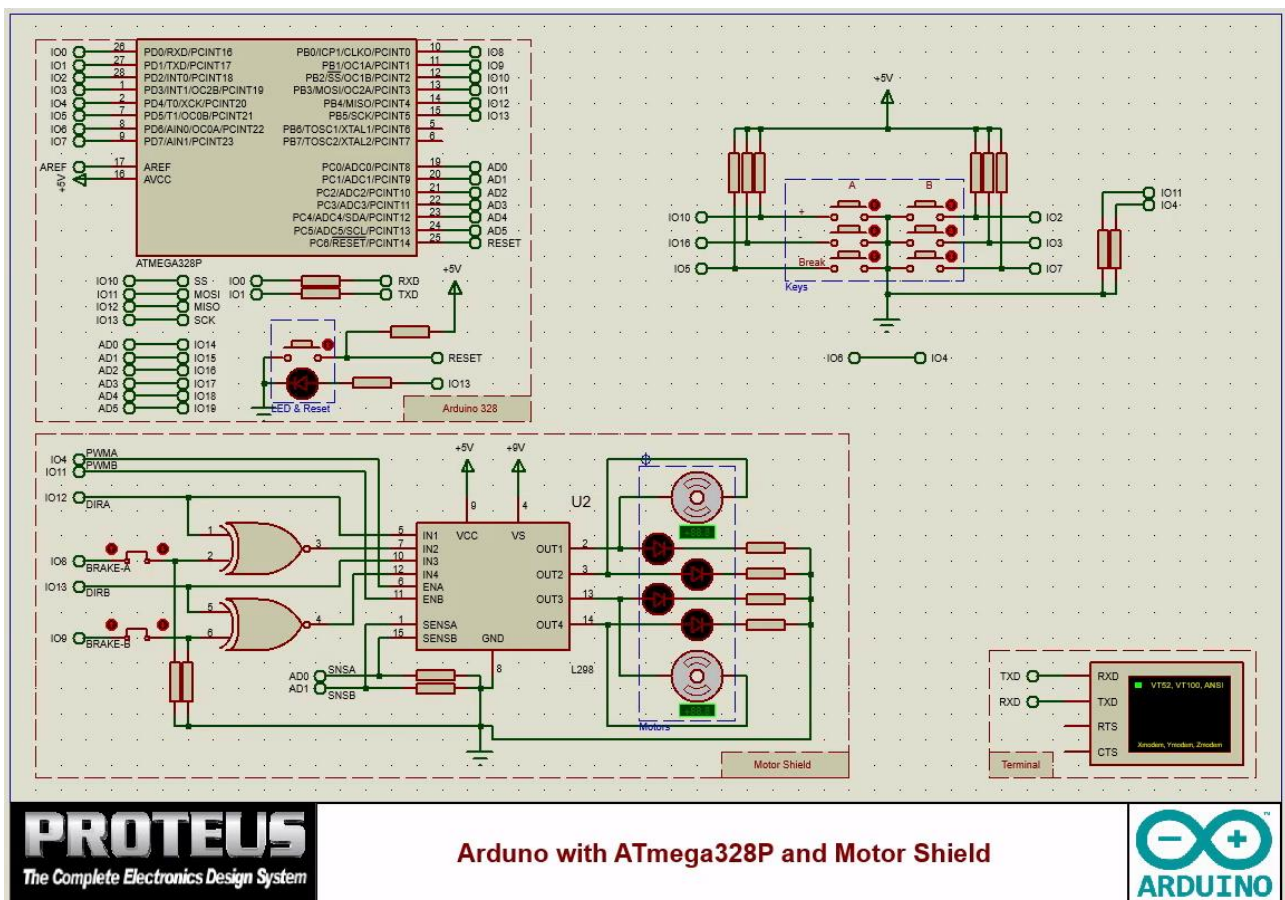 IO0 26 PD0/RXD/PCINT16 PB0/ICP1/CLKO/PCINT0 10 IO8
IO1 27 PD1/TXD/PCINT17 PB1/OC1A/PCINT1 11 IO9
IO2 28 PD2/INT0/PCINT18 PB2/SS/OC1B/PCINT2 12 IO10
IO3 1 PD3/INT1/OC2B/PCINT19 PB3/MOSI/OC2A/PCINT3 13 IO11
IO4 2 PD4/T0/XCK/PCINT20 PB4/MISO/PCINT4 14 IO12
IO5 7 PD5/T1/OC0B/PCINT21 PB5/SCK/PCINT5 15 IO13
IO6 8 PD6/AIN0/OC0A/PCINT22 PB6/TOSC1/XTAL1/PCINT6 5
IO7 9 PD7/AIN1/PCINT23 PB7/TOSC2/XTAL2/PCINT7 6
AREF 17 AREF PC0/ADC0/PCINT8 19 AD0
+5V 16 AVCC PC1/ADC1/PCINT9 20 AD1
PC2/ADC2/PCINT10 21 AD2
PC3/ADC3/PCINT11 22 AD3
PC4/ADC4/SDA/PCINT12 23 AD4
PC5/ADC5/SCL/PCINT13 24 AD5
PC6/RESET/PCINT14 25 RESET
ATMEGA328P
IO10 SS IO0 RXD
IO11 MOSI IO1 TXD
IO12 MISO
IO13 SCK
+5V
AD0 IO14
AD1 IO15
AD2 IO16
AD3 IO17
AD4 IO18
AD5 IO19
RESET
IO13
LED & Reset
Arduino 328
+5V
A B
IO10 + IO2
IO16 - IO3
IO5 Break IO7
Keys
IO11
IO4
IO6 IO4
IO4 PWMA
IO11 PWMB
IO12 DIRA
IO8 BRAKE-A
IO13 DIRB
IO9 BRAKE-B
1
2 3
5
6 4
+5V +9V
9 4
U2
5 IN1 VCC VS
7 IN2 OUT1 2
10 IN3 OUT2 3
12 IN4
6 ENA OUT3 13
11 ENB
1 SENSA OUT4 14
15 SENSB GND
8
L298
AD0 SNSA
AD1 SNSB
Motors
Motor Shield
TXD RXD
RXD TXD
RTS
CTS
VT52, VT100, ANSI
Xmodem, Ymodem, Zmodem
Terminal
PROTEUS
The Complete Electronics Design System
Arduno with ATmega328P and Motor Shield
ARDUINO
TM